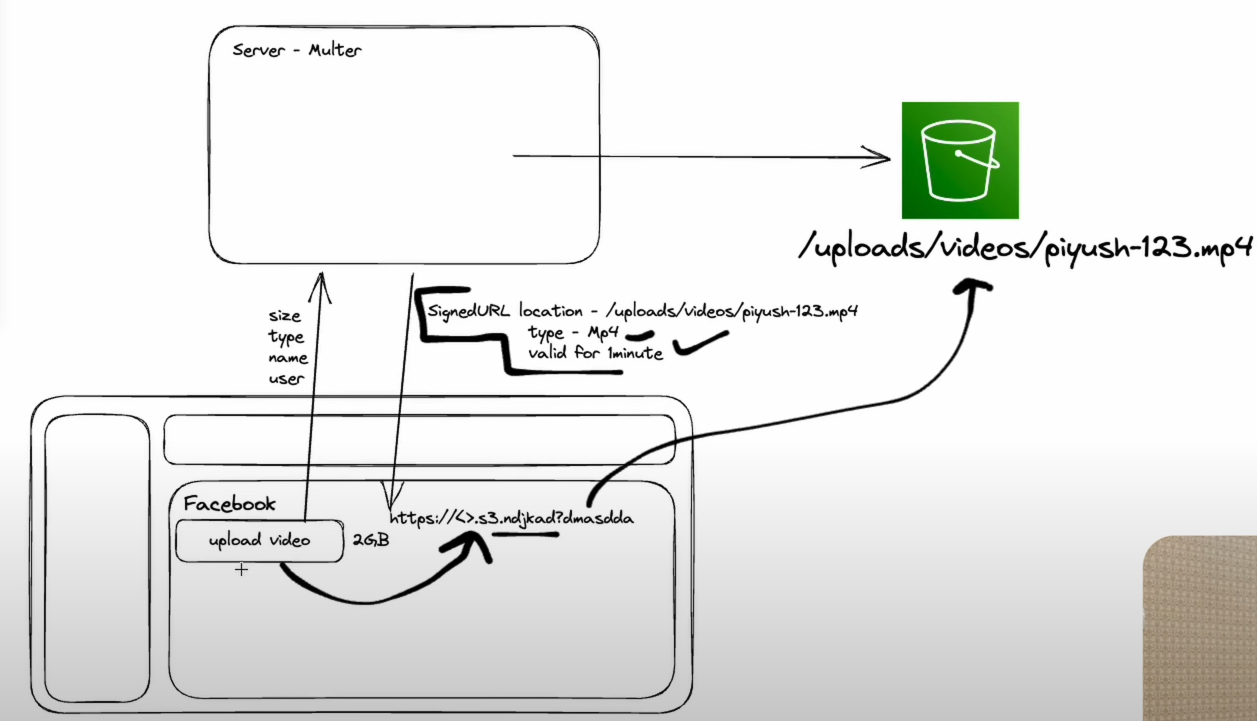 Server - Multer
/uploads/videos/piyush-123.mp4
size
type
name
user
SignedURL location - /uploads/videos/piyush-123.mp4
type - Mp4
valid for 1minute
Facebook
https://<>.s3.ndjkad?dmasdda
upload video
2GB